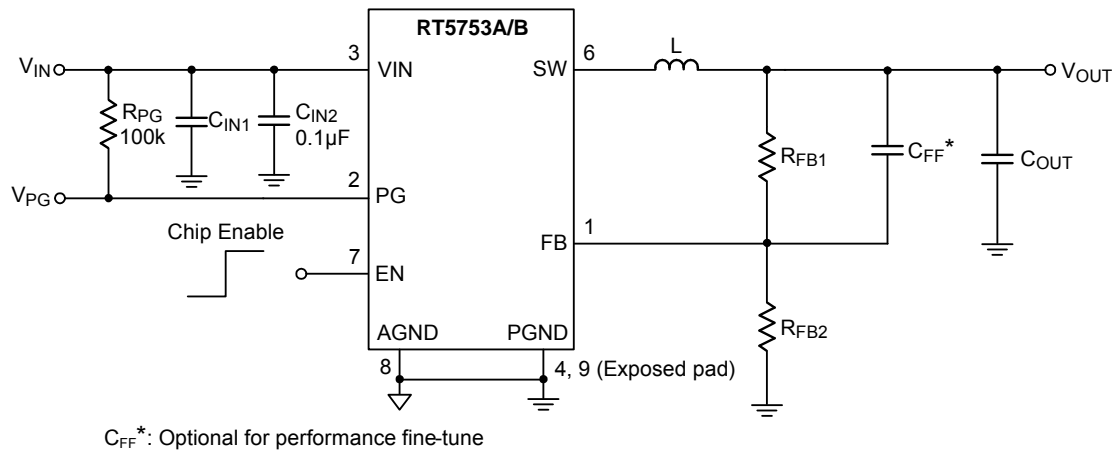 RT5753A/B
VIN
3
VIN
RPG
100k
CIN1
CIN2
0.1µF
VPG
2
PG
Chip Enable
7
EN
AGND
PGND
8
4, 9 (Exposed pad)
SW
6
L
VOUT
RFB1
CFF*
COUT
FB
1
RFB2
CFF*: Optional for performance fine-tune